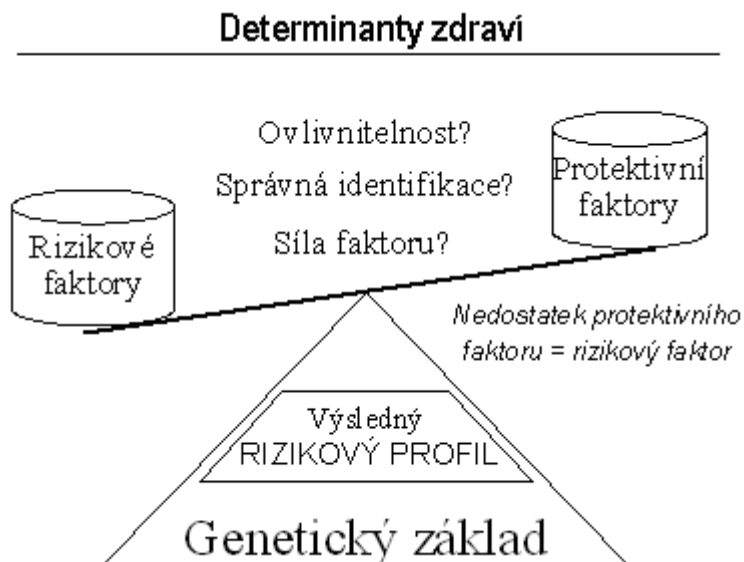 Determinanty zdraví
Ovlivnitelnost?
Správná identifikace?
Síla faktoru?
Protektivní
faktory
Rizikové
faktory
Nedostatek protektivního
faktoru = rizikový faktor
Výsledný
RIZIKOVÝ PROFIL
Genetický základ